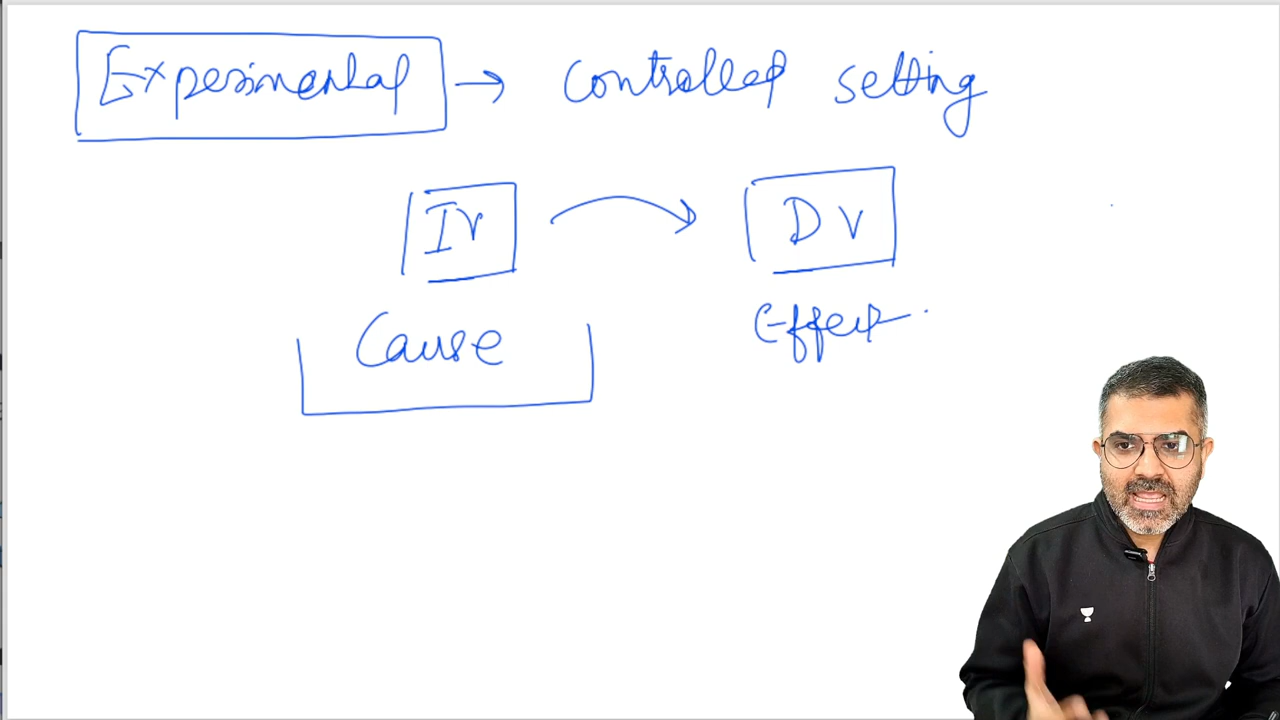 Experimental → controlled setting
IV → DV
Cause Effect